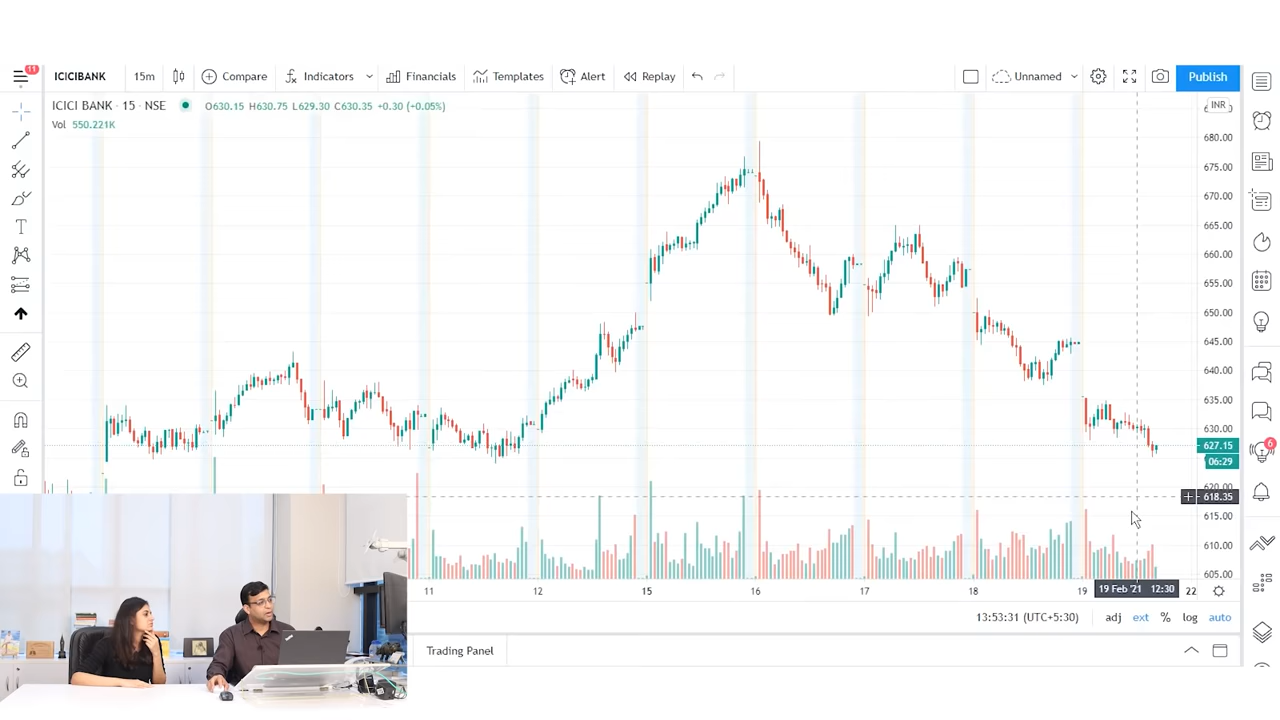 11
ICICIBANK 15m Compare fx Indicators Financials Templates Alert Replay Unnamed Publish
ICICI BANK · 15 · NSE O630.15 H630.75 L629.30 C630.35 +0.30 (+0.05%)
INR
Vol 550.221K
680.00
675.00
670.00
665.00
660.00
655.00
650.00
645.00
640.00
635.00
630.00
627.15
06:29
6
620.00
618.35
615.00
610.00
605.00
11 12 15 16 17 18 19 19 Feb '21 12:30 22
13:53:31 (UTC+5:30) adj ext % log auto
Trading Panel